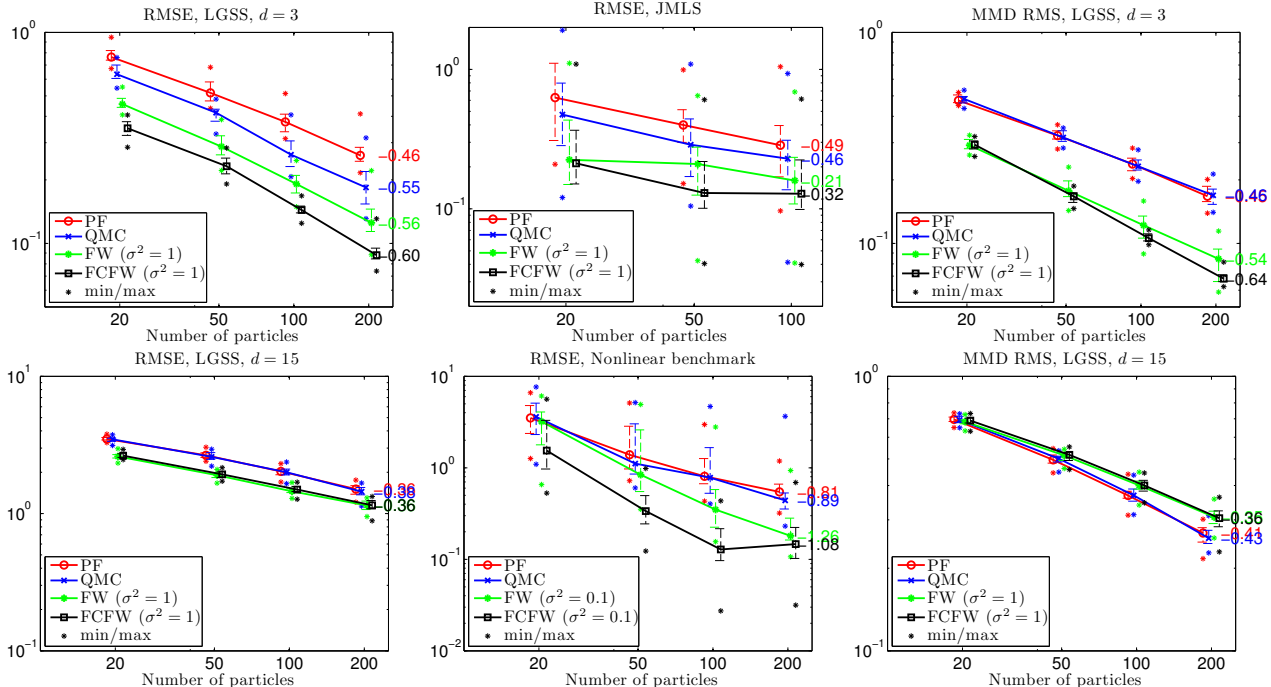 RMSE, LGSS, d = 3
10^0
10^-1
-0.46
-0.55
-0.56
-0.60
PF
QMC
FW (σ² = 1)
FCFW (σ² = 1)
min/max
20 50 100 200
Number of particles
RMSE, JMLS
10^0
10^-1
-0.49
-0.46
-0.21
-0.32
PF
QMC
FW (σ² = 1)
FCFW (σ² = 1)
min/max
20 50 100
Number of particles
MMD RMS, LGSS, d = 3
10^0
10^-1
-0.46
-0.54
-0.64
PF
QMC
FW (σ² = 1)
FCFW (σ² = 1)
min/max
20 50 100 200
Number of particles
RMSE, LGSS, d = 15
10^1
10^0
10^-1
-0.38
-0.36
PF
QMC
FW (σ² = 1)
FCFW (σ² = 1)
min/max
20 50 100 200
Number of particles
RMSE, Nonlinear benchmark
10^1
10^0
10^-1
10^-2
-0.81
-0.89
-1.26
-1.08
PF
QMC
FW (σ² = 0.1)
FCFW (σ² = 0.1)
min/max
20 50 100 200
Number of particles
MMD RMS, LGSS, d = 15
10^0
10^-1
-0.36
-0.41
-0.43
PF
QMC
FW (σ² = 1)
FCFW (σ² = 1)
min/max
20 50 100 200
Number of particles